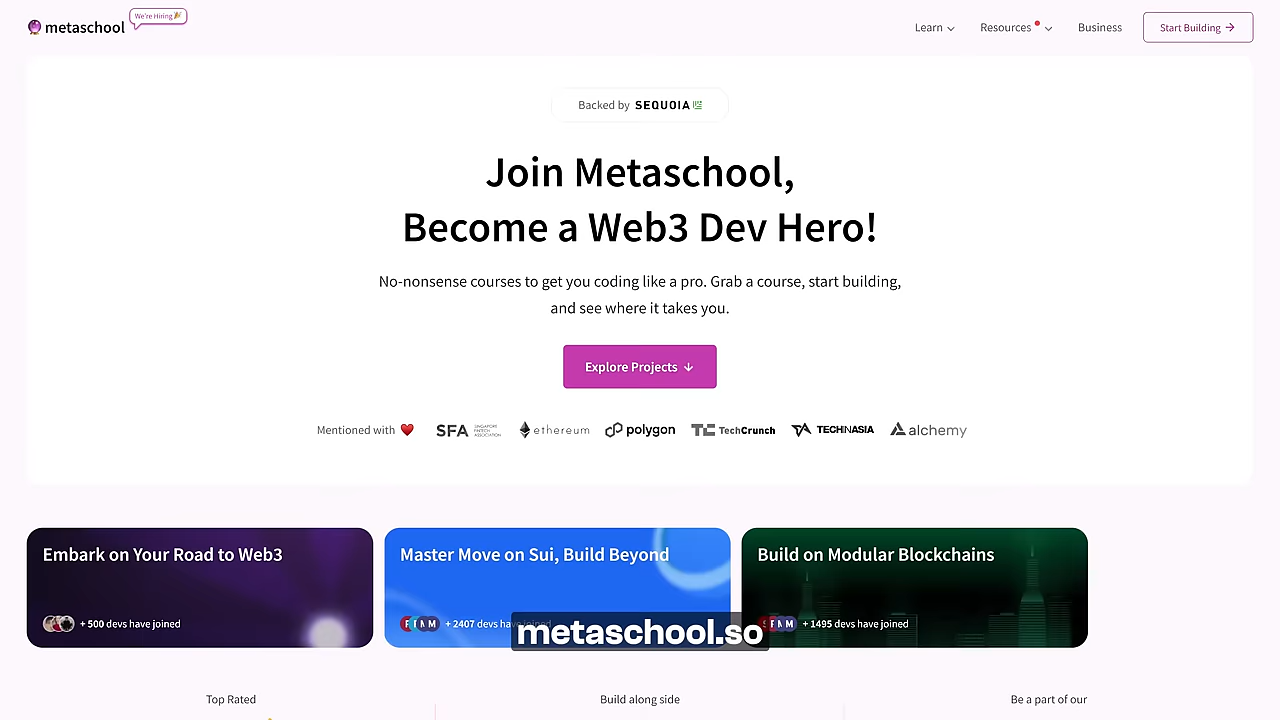 metaschool
We're Hiring
Learn
Resources
Business
Start Building
Backed by SEQUOIA
Join Metaschool,
Become a Web3 Dev Hero!
No-nonsense courses to get you coding like a pro. Grab a course, start building,
and see where it takes you.
Explore Projects
Mentioned with
SFA SINGAPORE FINTECH ASSOCIATION
ethereum
polygon
TechCrunch
TECHINASIA
alchemy
Embark on Your Road to Web3
+ 500 devs have joined
Master Move on Sui, Build Beyond
+ 2407 devs have
Build on Modular Blockchains
+ 1495 devs have joined
metaschool.so
Top Rated
Build along side
Be a part of our